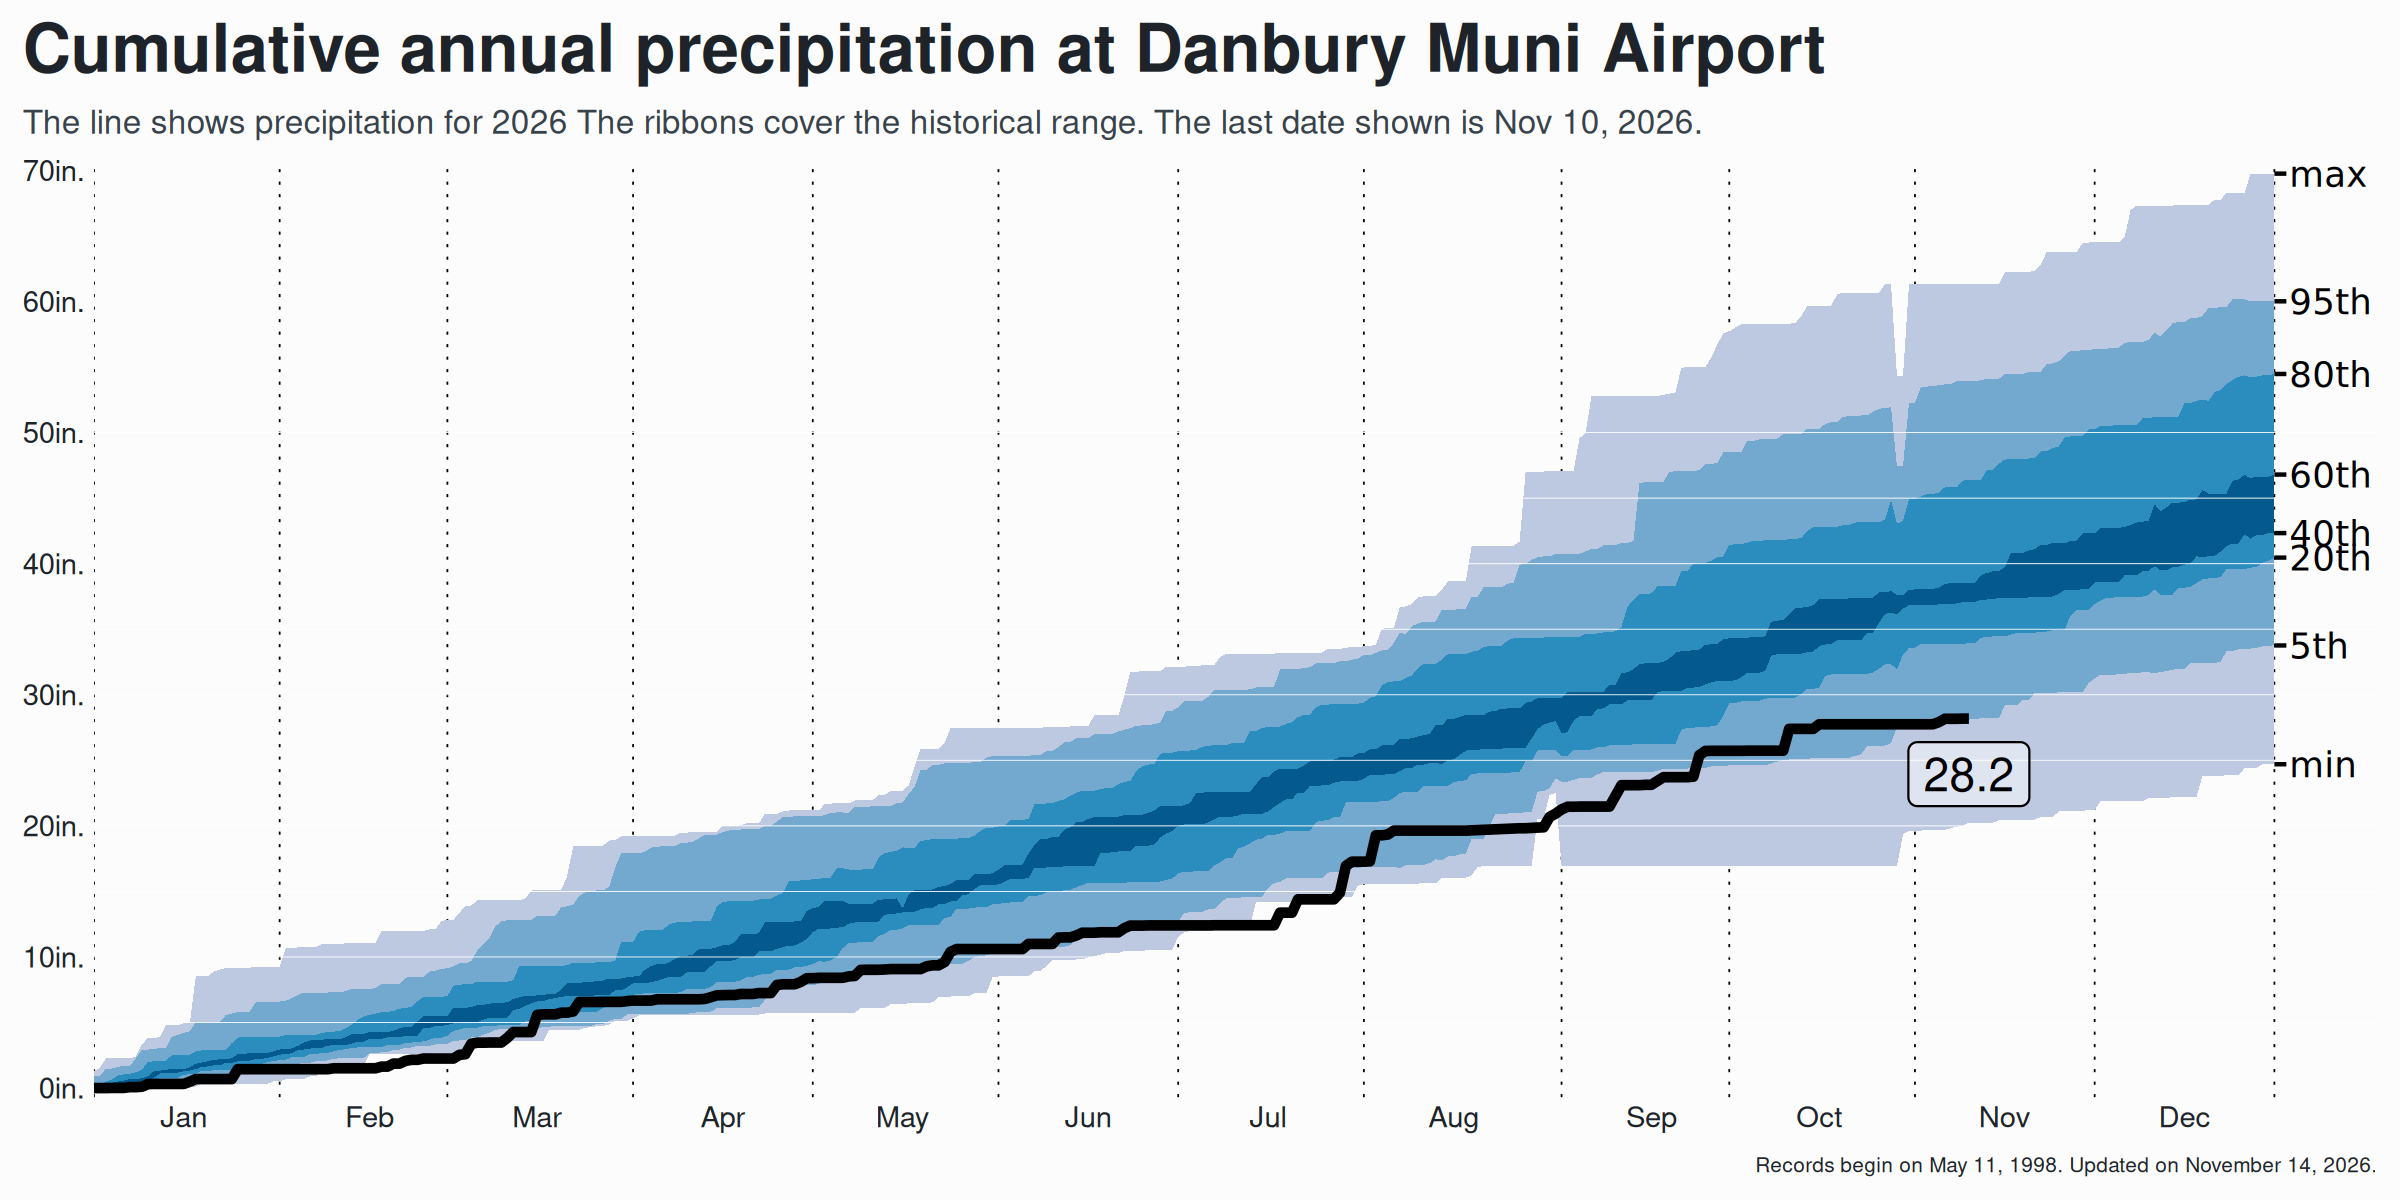 Cumulative annual precipitation at Danbury Muni Airport
The line shows precipitation for 2026 The ribbons cover the historical range. The last date shown is Nov 10, 2026.
70in.
60in.
50in.
40in.
30in.
20in.
10in.
0in.
max
95th
80th
60th
40th
20th
5th
min
28.2
Jan Feb Mar Apr May Jun Jul Aug Sep Oct Nov Dec
Records begin on May 11, 1998. Updated on November 14, 2026.